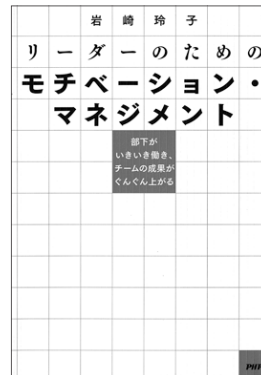 岩崎玲子
リーダーのための
モチベーション・
マネジメント
部下が
いきいき働き、
チームの成果が
ぐんぐん上がる
PHP